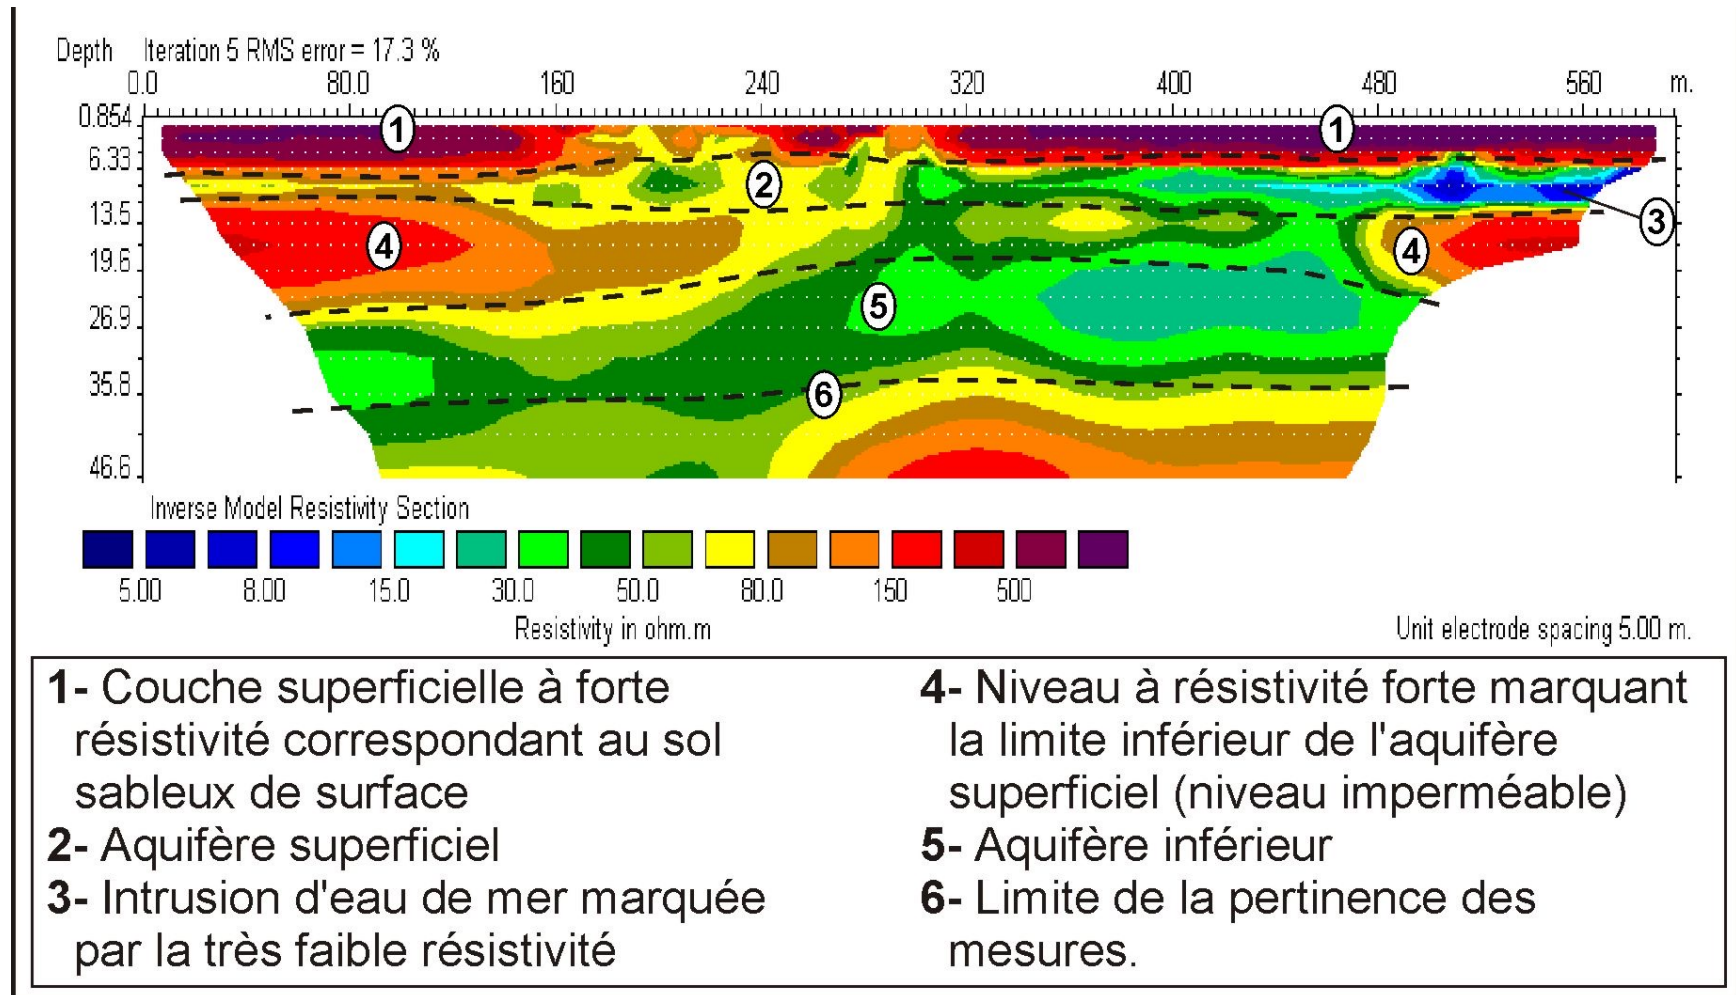 Depth Iteration 5 RMS error = 17.3 %
0.0 80.0 160 240 320 400 480 560 m.
0.854
6.33
13.5
19.6
26.9
35.8
46.6
1
1
2
3
4
4
5
6
Inverse Model Resistivity Section
5.00 8.00 15.0 30.0 50.0 80.0 150 500
Resistivity in ohm.m
Unit electrode spacing 5.00 m.
1- Couche superficielle à forte
résistivité correspondant au sol
sableux de surface
2- Aquifère superficiel
3- Intrusion d'eau de mer marquée
par la très faible résistivité
4- Niveau à résistivité forte marquant
la limite inférieur de l'aquifère
superficiel (niveau imperméable)
5- Aquifère inférieur
6- Limite de la pertinence des
mesures.